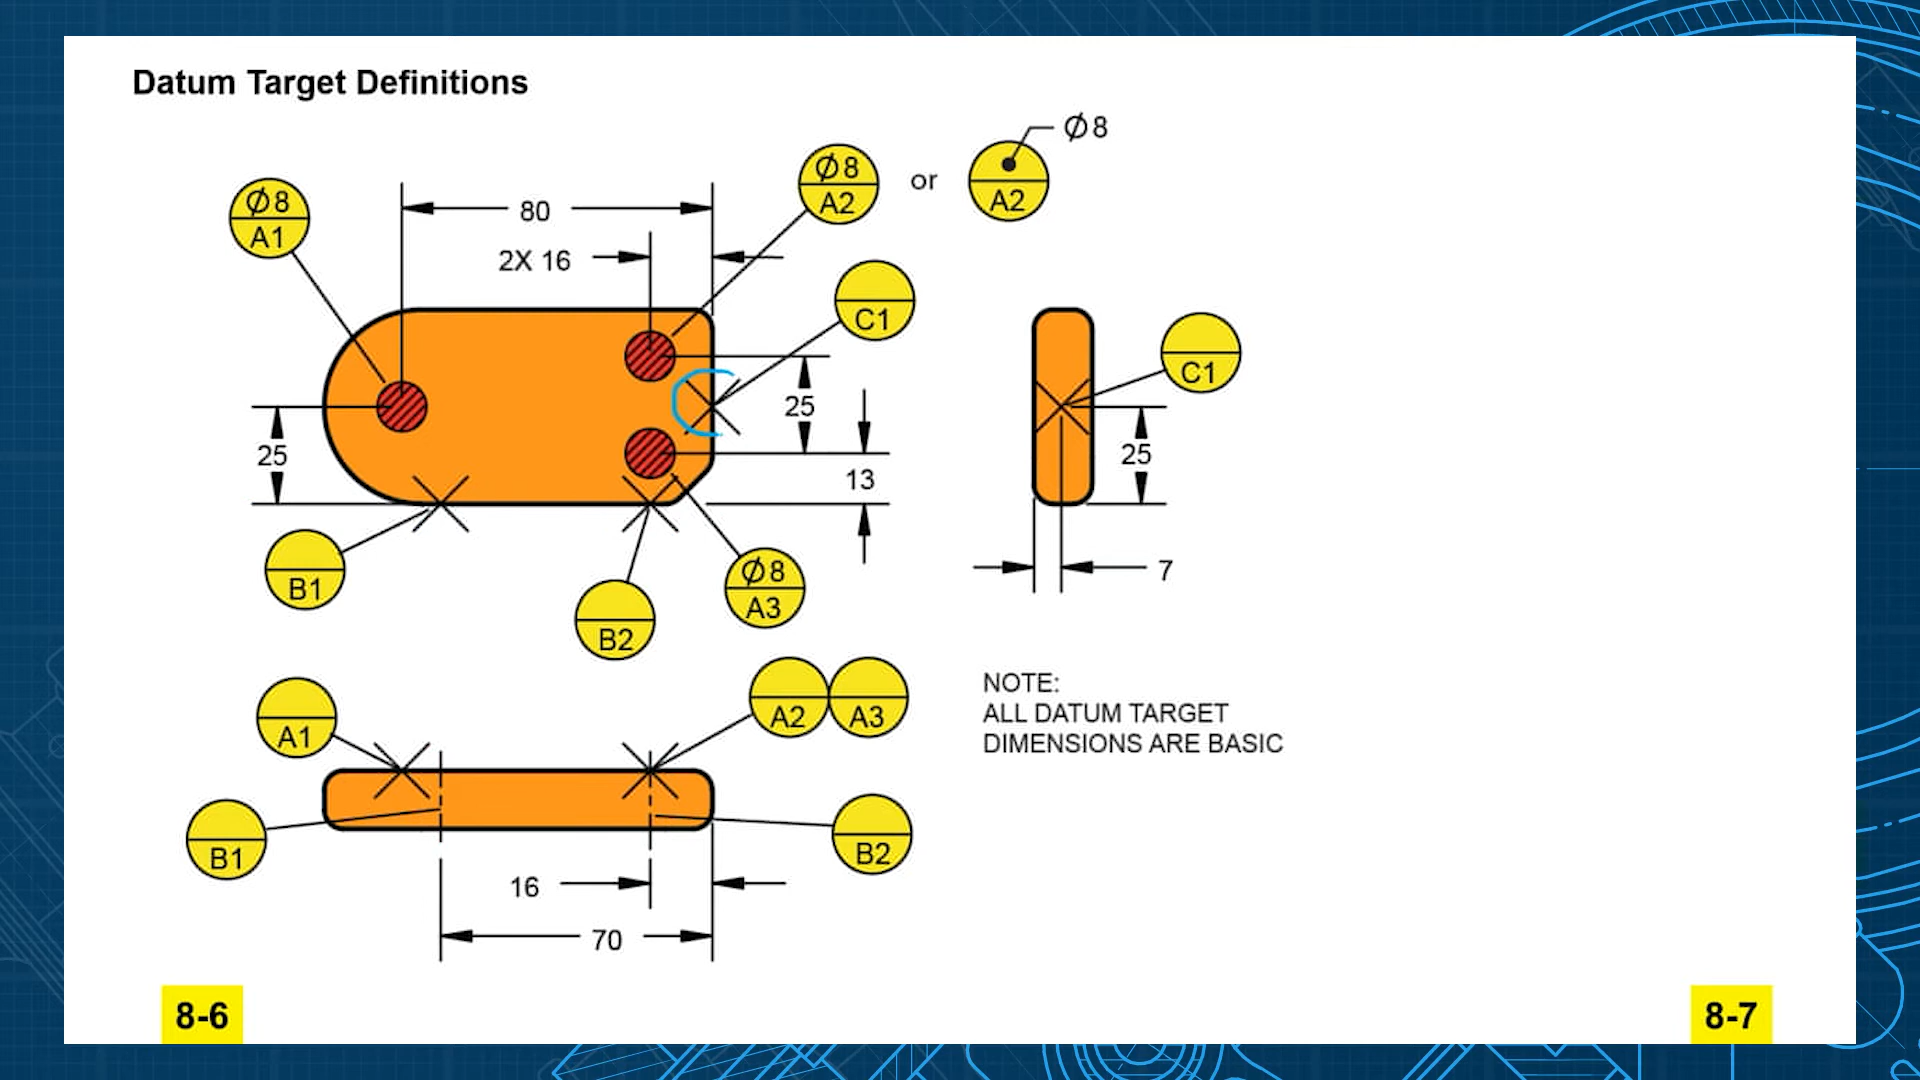 Datum Target Definitions
Ø8
Ø8
A1
80
Ø8
A2
or
A2
2X 16
C1
C1
25
25
25
13
7
B1
B2
Ø8
A3
A1
A2 A3
NOTE:
ALL DATUM TARGET
DIMENSIONS ARE BASIC
B1
B2
16
70
8-6
8-7